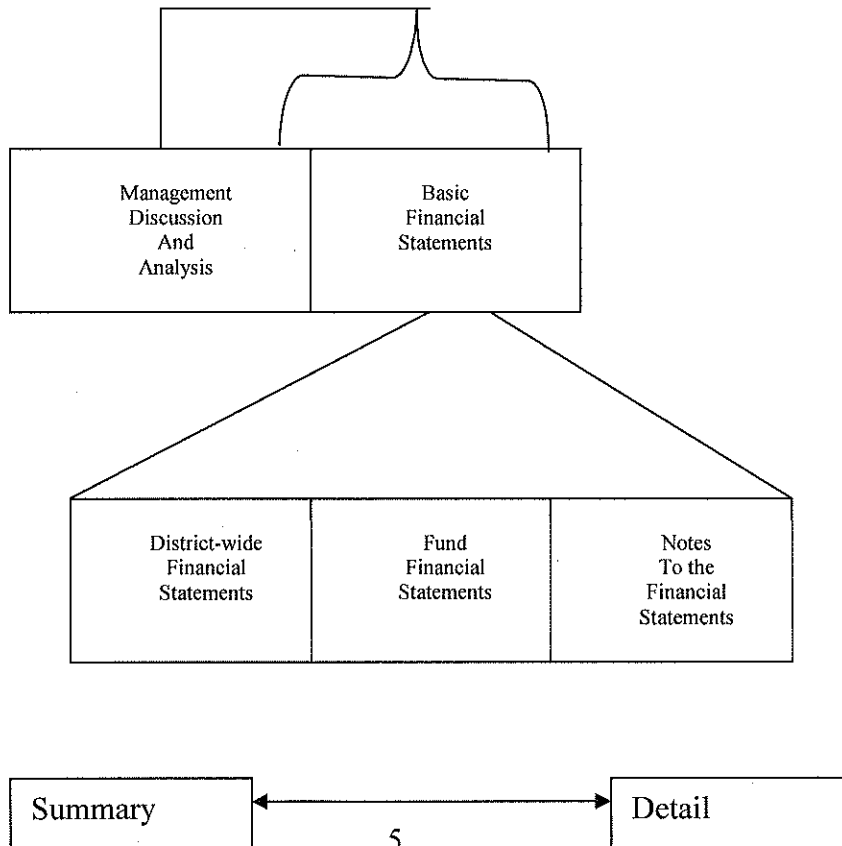 Management
Discussion
And
Analysis
Basic
Financial
Statements
District-wide
Financial
Statements
Fund
Financial
Statements
Notes
To the
Financial
Statements
Summary
Detail
5